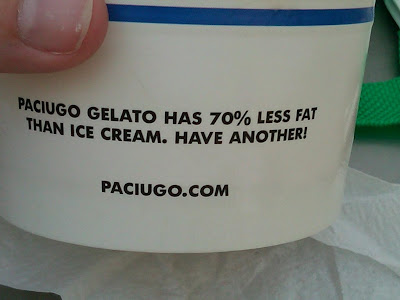 PACIUGO GELATO HAS 70% LESS FAT
THAN ICE CREAM. HAVE ANOTHER!
PACIUGO.COM